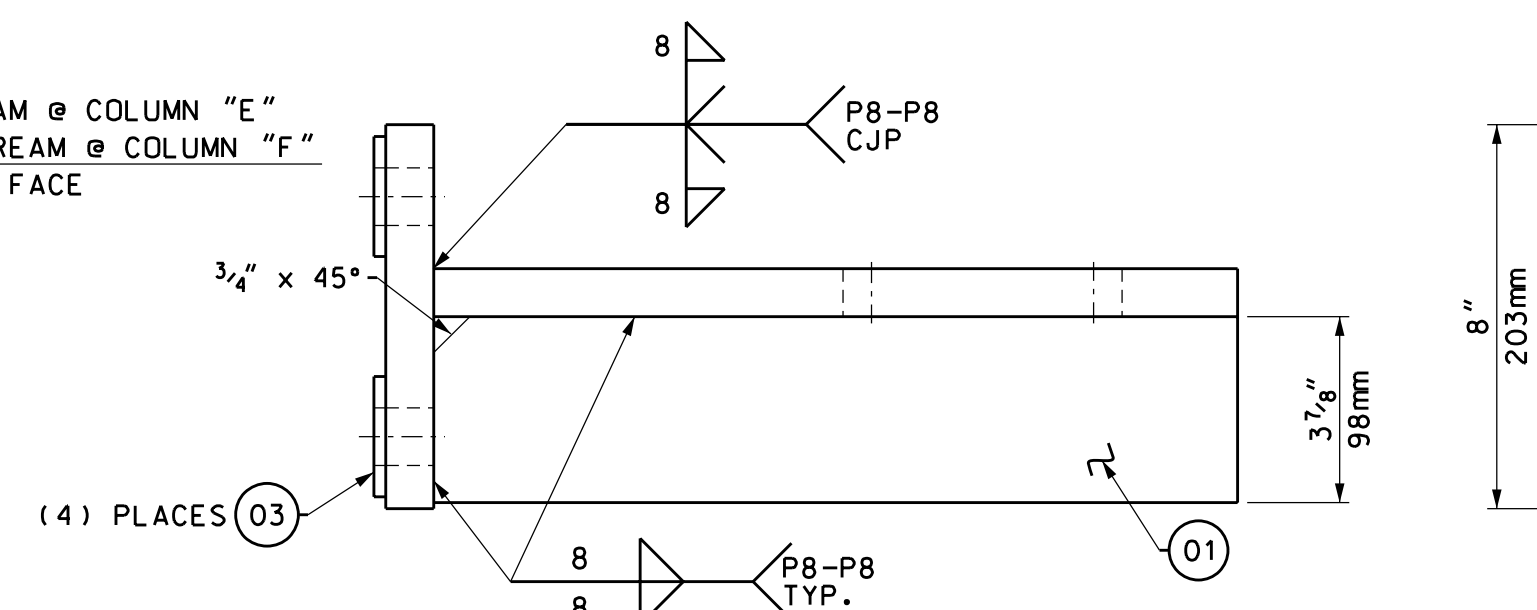 8
AM @ COLUMN "E"
REAM @ COLUMN "F"
FACE
P8-P8
CJP
8
3/4" x 45°
8"
203mm
3 7/8"
98mm
(4) PLACES 03
01
8
P8-P8
TYP.
8